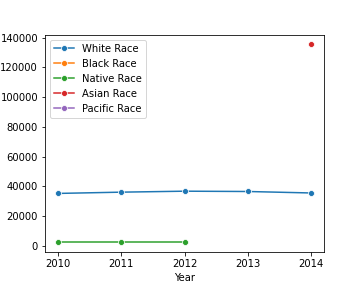 140000
120000
100000
80000
60000
40000
20000
0
White Race
Black Race
Native Race
Asian Race
Pacific Race
2010 2011 2012 2013 2014
Year